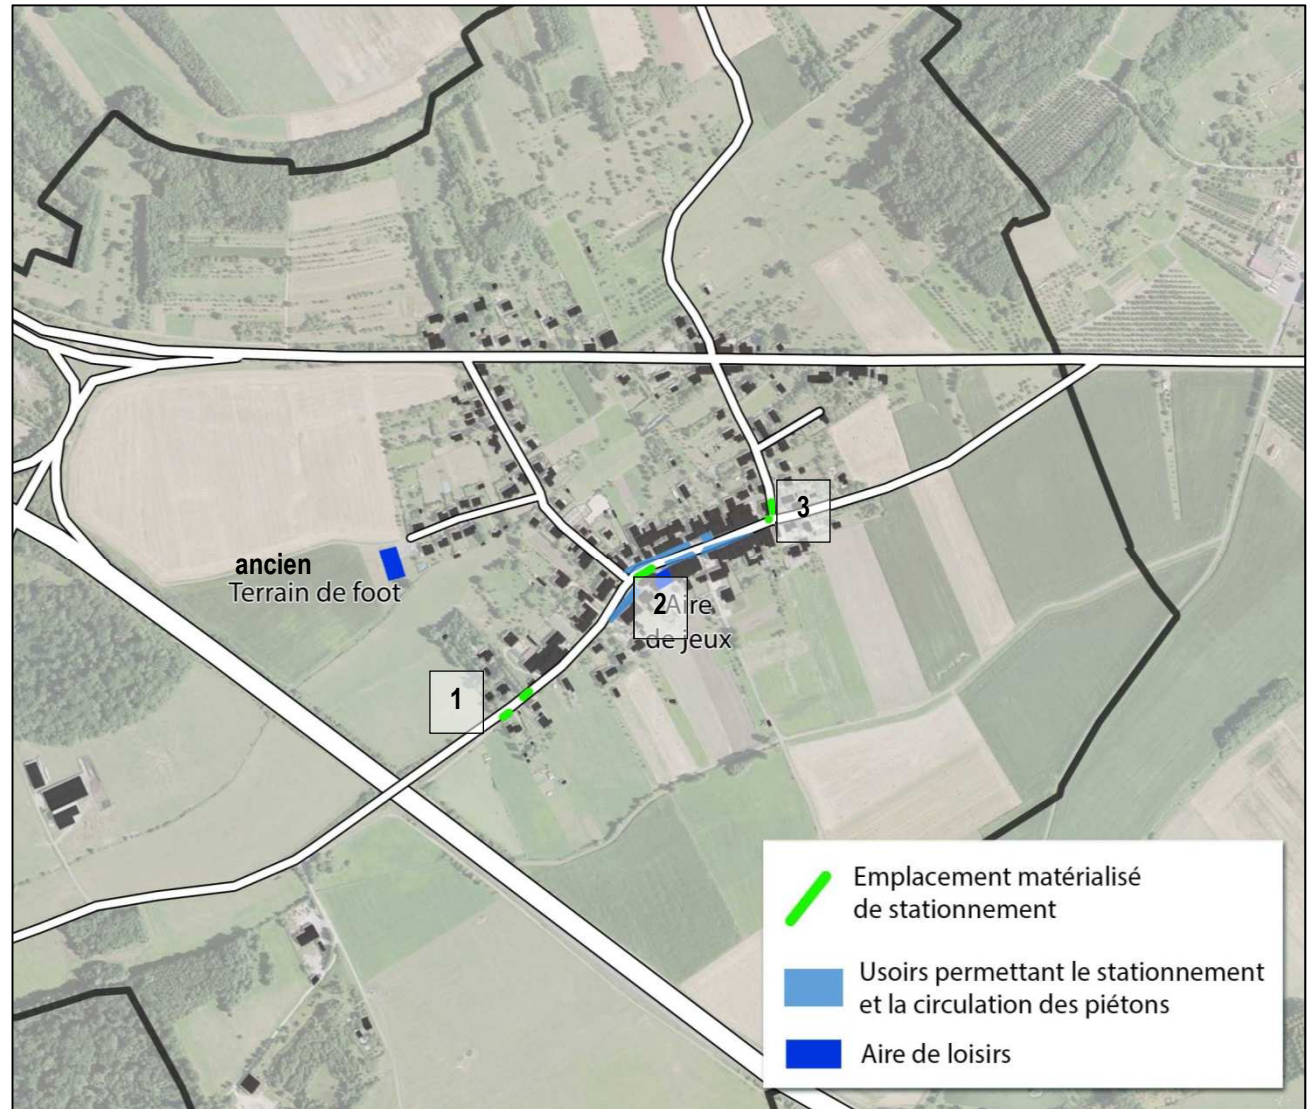 3
ancien
Terrain de foot
2 Aire
de jeux
1
Emplacement matérialisé
de stationnement
Usoirs permettant le stationnement
et la circulation des piétons
Aire de loisirs